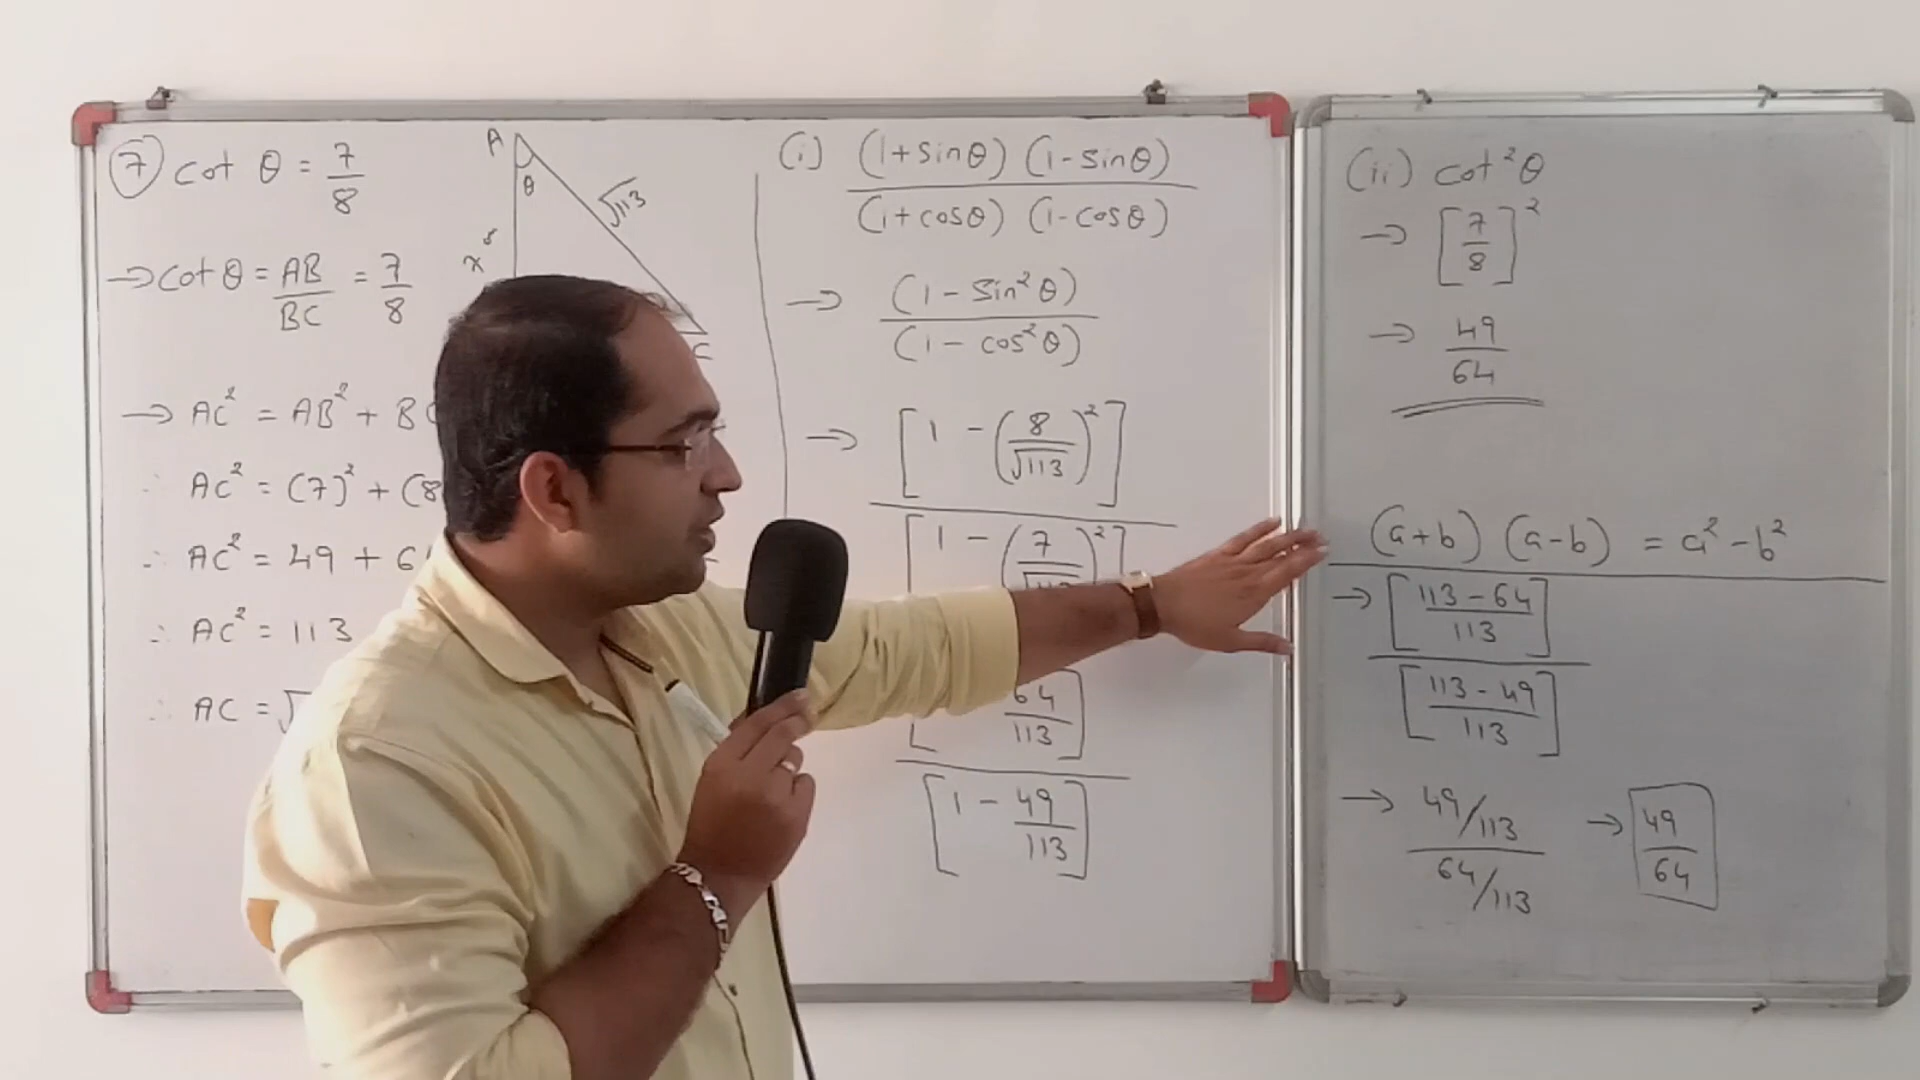 7 cot θ = 7/8
→ cot θ = AB/BC = 7/8
→ AC² = AB² + B
∴ AC² = (7)² + (8
∴ AC² = 49 + 6
∴ AC² = 113
∴ AC = √
A
θ
√113
C
(i) (1+sinθ) (1-sinθ)
(1+cosθ) (1-cosθ)
→ (1 - sin²θ)
(1 - cos²θ)
→ [1 - (8/√113)²]
[1 - (7/
64/113]
[1 - 49/113]
(ii) cot²θ
→ [7/8]²
→ 49/64
(a+b) (a-b) = a² - b²
→ [113-64/113]
[113-49/113]
→ 49/113
64/113
→ 49/64